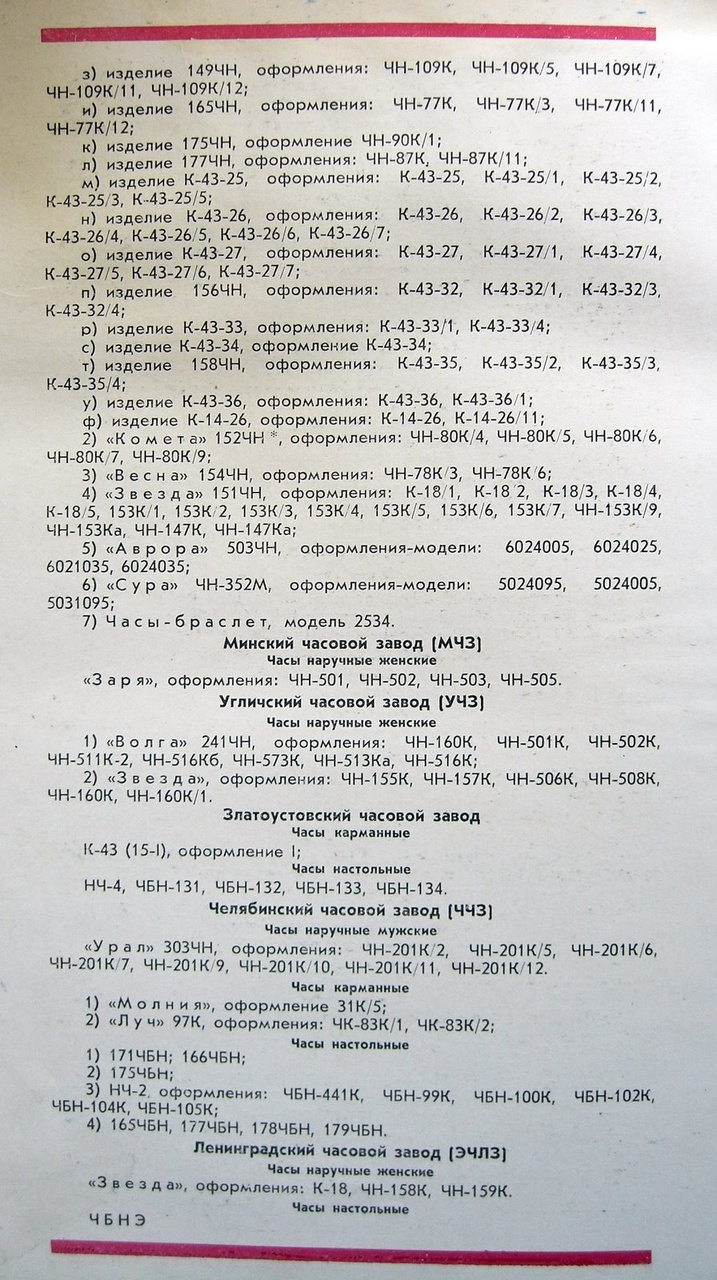 з) изделие 149ЧН, оформления: ЧН-109К, ЧН-109К/5, ЧН-109К/7,
ЧН-109К/11, ЧН-109К/12;
и) изделие 165ЧН, оформления: ЧН-77К, ЧН-77К/3, ЧН-77К/11,
ЧН-77К/12;
к) изделие 175ЧН, оформление ЧН-90К/1;
л) изделие 177ЧН, оформления: ЧН-87К, ЧН-87К/11;
м) изделие К-43-25, оформления: К-43-25, К-43-25/1, К-43-25/2,
К-43-25/3, К-43-25/5;
н) изделие К-43-26, оформления: К-43-26, К-43-26/2, К-43-26/3,
К-43-26/4, К-43-26/5, К-43-26/6, К-43-26/7;
о) изделие К-43-27, оформления: К-43-27, К-43-27/1, К-43-27/4,
К-43-27/5, К-43-27/6, К-43-27/7;
п) изделие 156ЧН, оформления: К-43-32, К-43-32/1, К-43-32/3,
К-43-32/4;
р) изделие К-43-33, оформления: К-43-33/1, К-43-33/4;
с) изделие К-43-34, оформление К-43-34;
т) изделие 158ЧН, оформления: К-43-35, К-43-35/2, К-43-35/3,
К-43-35/4;
у) изделие К-43-36, оформления: К-43-36, К-43-36/1;
ф) изделие К-14-26, оформления: К-14-26, К-14-26/11;
2) «Комета» 152ЧН *, оформления: ЧН-80К/4, ЧН-80К/5, ЧН-80К/6,
ЧН-80К/7, ЧН-80К/9;
3) «Весна» 154ЧН, оформления: ЧН-78К/3, ЧН-78К/6;
4) «Звезда» 151ЧН, оформления: К-18/1, К-18/2, К-18/3, К-18/4,
К-18/5, 153К/1, 153К/2, 153К/3, 153К/4, 153К/5, 153К/6, 153К/7, ЧН-153К/9,
ЧН-153Ка, ЧН-147К, ЧН-147Ка;
5) «Аврора» 503ЧН, оформления-модели: 6024005, 6024025,
6021035, 6024035;
6) «Сура» ЧН-352М, оформления-модели: 5024095, 5024005,
5031095;
7) Часы-браслет, модель 2534.
Минский часовой завод (МЧЗ)
Часы наручные женские
«Заря», оформления: ЧН-501, ЧН-502, ЧН-503, ЧН-505.
Угличский часовой завод (УЧЗ)
Часы наручные женские
1) «Волга» 241ЧН, оформления: ЧН-160К, ЧН-501К, ЧН-502К,
ЧН-511К-2, ЧН-516Кб, ЧН-573К, ЧН-513Ка, ЧН-516К;
2) «Звезда», оформления: ЧН-155К, ЧН-157К, ЧН-506К, ЧН-508К,
ЧН-160К, ЧН-160К/1.
Златоустовский часовой завод
Часы карманные
К-43 (15-I), оформление I;
Часы настольные
НЧ-4, ЧБН-131, ЧБН-132, ЧБН-133, ЧБН-134.
Челябинский часовой завод (ЧЧЗ)
Часы наручные мужские
«Урал» 303ЧН, оформления: ЧН-201К/2, ЧН-201К/5, ЧН-201К/6,
ЧН-201К/7, ЧН-201К/9, ЧН-201К/10, ЧН-201К/11, ЧН-201К/12.
Часы карманные
1) «Молния», оформление 31К/5;
2) «Луч» 97К, оформления: ЧК-83К/1, ЧК-83К/2;
Часы настольные
1) 171ЧБН; 166ЧБН;
2) 175ЧБН;
3) НЧ-2, оформления: ЧБН-441К, ЧБН-99К, ЧБН-100К, ЧБН-102К,
ЧБН-104К, ЧБН-105К;
4) 165ЧБН, 177ЧБН, 178ЧБН, 179ЧБН.
Ленинградский часовой завод (ЭЧЛЗ)
Часы наручные женские
«Звезда», оформления: К-18, ЧН-158К, ЧН-159К.
Часы настольные
ЧБНЭ